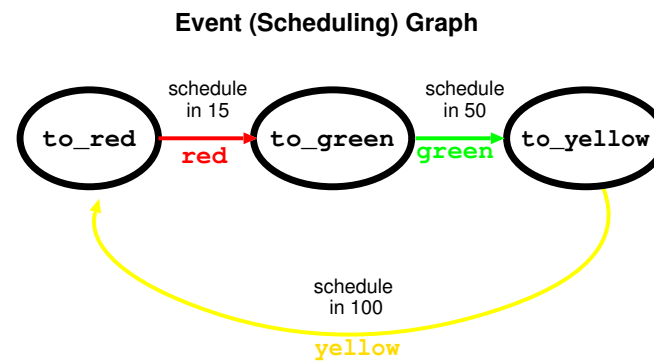 Event (Scheduling) Graph
schedule
in 15
schedule
in 50
to_red
to_green
to_yellow
red
green
schedule
in 100
yellow